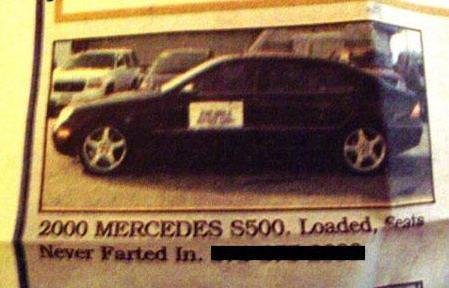 2000 MERCEDES S500. Loaded, Seats
Never Farted In.